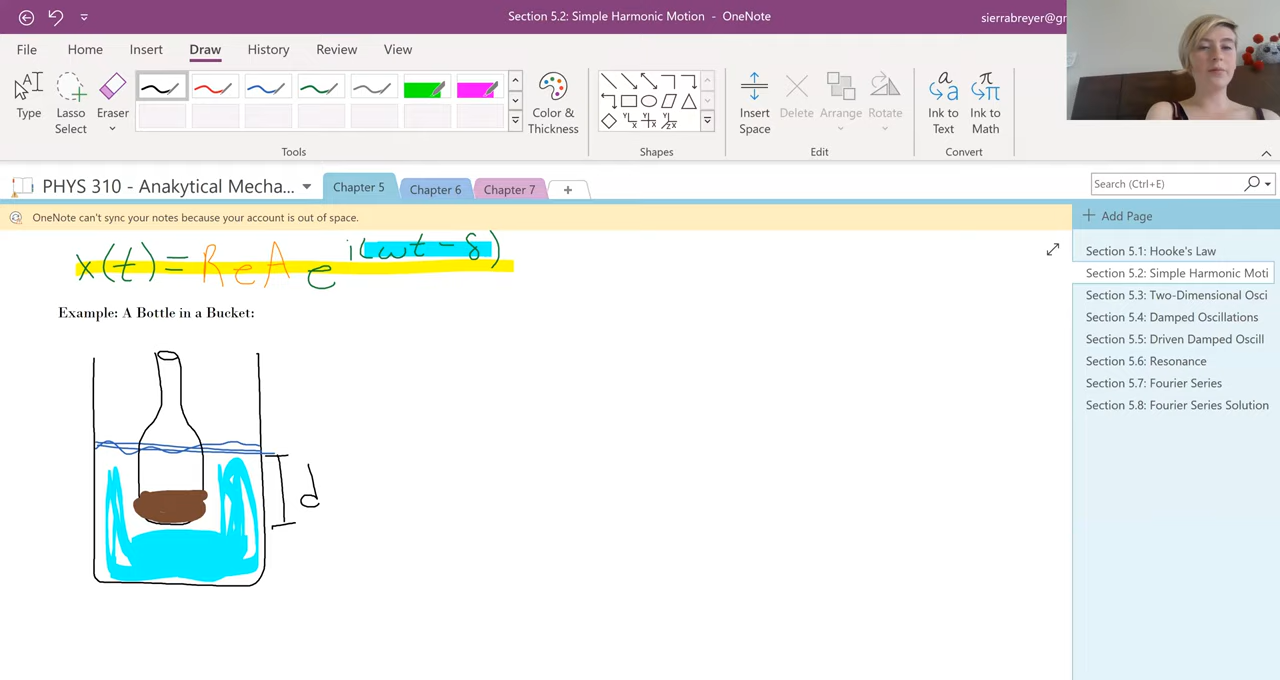 Section 5.2: Simple Harmonic Motion - OneNote
sierrabreyer@gr
File Home Insert Draw History Review View
Type
Lasso Select
Eraser
Color & Thickness
Insert Space
Delete
Arrange
Rotate
Ink to Text
Ink to Math
Tools
Shapes
Edit
Convert
PHYS 310 - Anakytical Mecha...
Chapter 5
Chapter 6
Chapter 7
Search (Ctrl+E)
OneNote can't sync your notes because your account is out of space.
Add Page
x(t) = Re A e^i(ωt - δ)
Example: A Bottle in a Bucket:
d
Section 5.1: Hooke's Law
Section 5.2: Simple Harmonic Moti
Section 5.3: Two-Dimensional Osci
Section 5.4: Damped Oscillations
Section 5.5: Driven Damped Oscill
Section 5.6: Resonance
Section 5.7: Fourier Series
Section 5.8: Fourier Series Solution